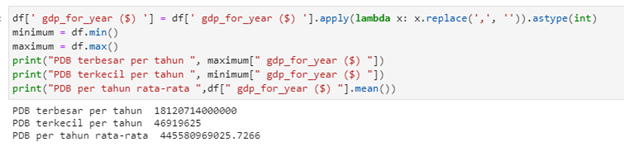 df[' gdp_for_year ($) '] = df[' gdp_for_year ($) '].apply(lambda x: x.replace(',', '')).astype(int)
minimum = df.min()
maximum = df.max()
print("PDB terbesar per tahun ", maximum[" gdp_for_year ($) "])
print("PDB terkecil per tahun ", minimum[" gdp_for_year ($) "])
print("PDB per tahun rata-rata ",df[" gdp_for_year ($) "].mean())
PDB terbesar per tahun  18120714000000
PDB terkecil per tahun  46919625
PDB per tahun rata-rata  445580969025.7266